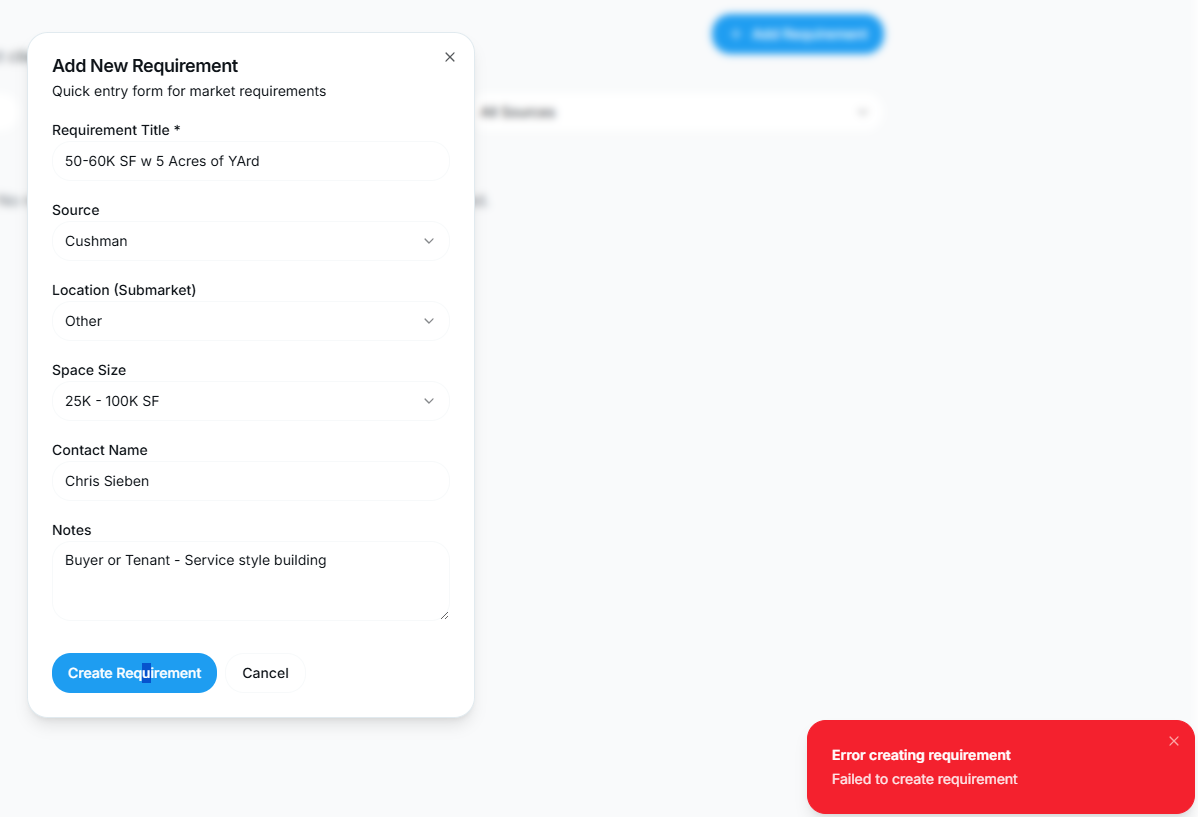 Add Requirement
Add New Requirement
Quick entry form for market requirements
All Sources
Requirement Title *
50-60K SF w 5 Acres of YArd
Source
Cushman
Location (Submarket)
Other
Space Size
25K - 100K SF
Contact Name
Chris Sieben
Notes
Buyer or Tenant - Service style building
Create Requirement
Cancel
Error creating requirement
Failed to create requirement